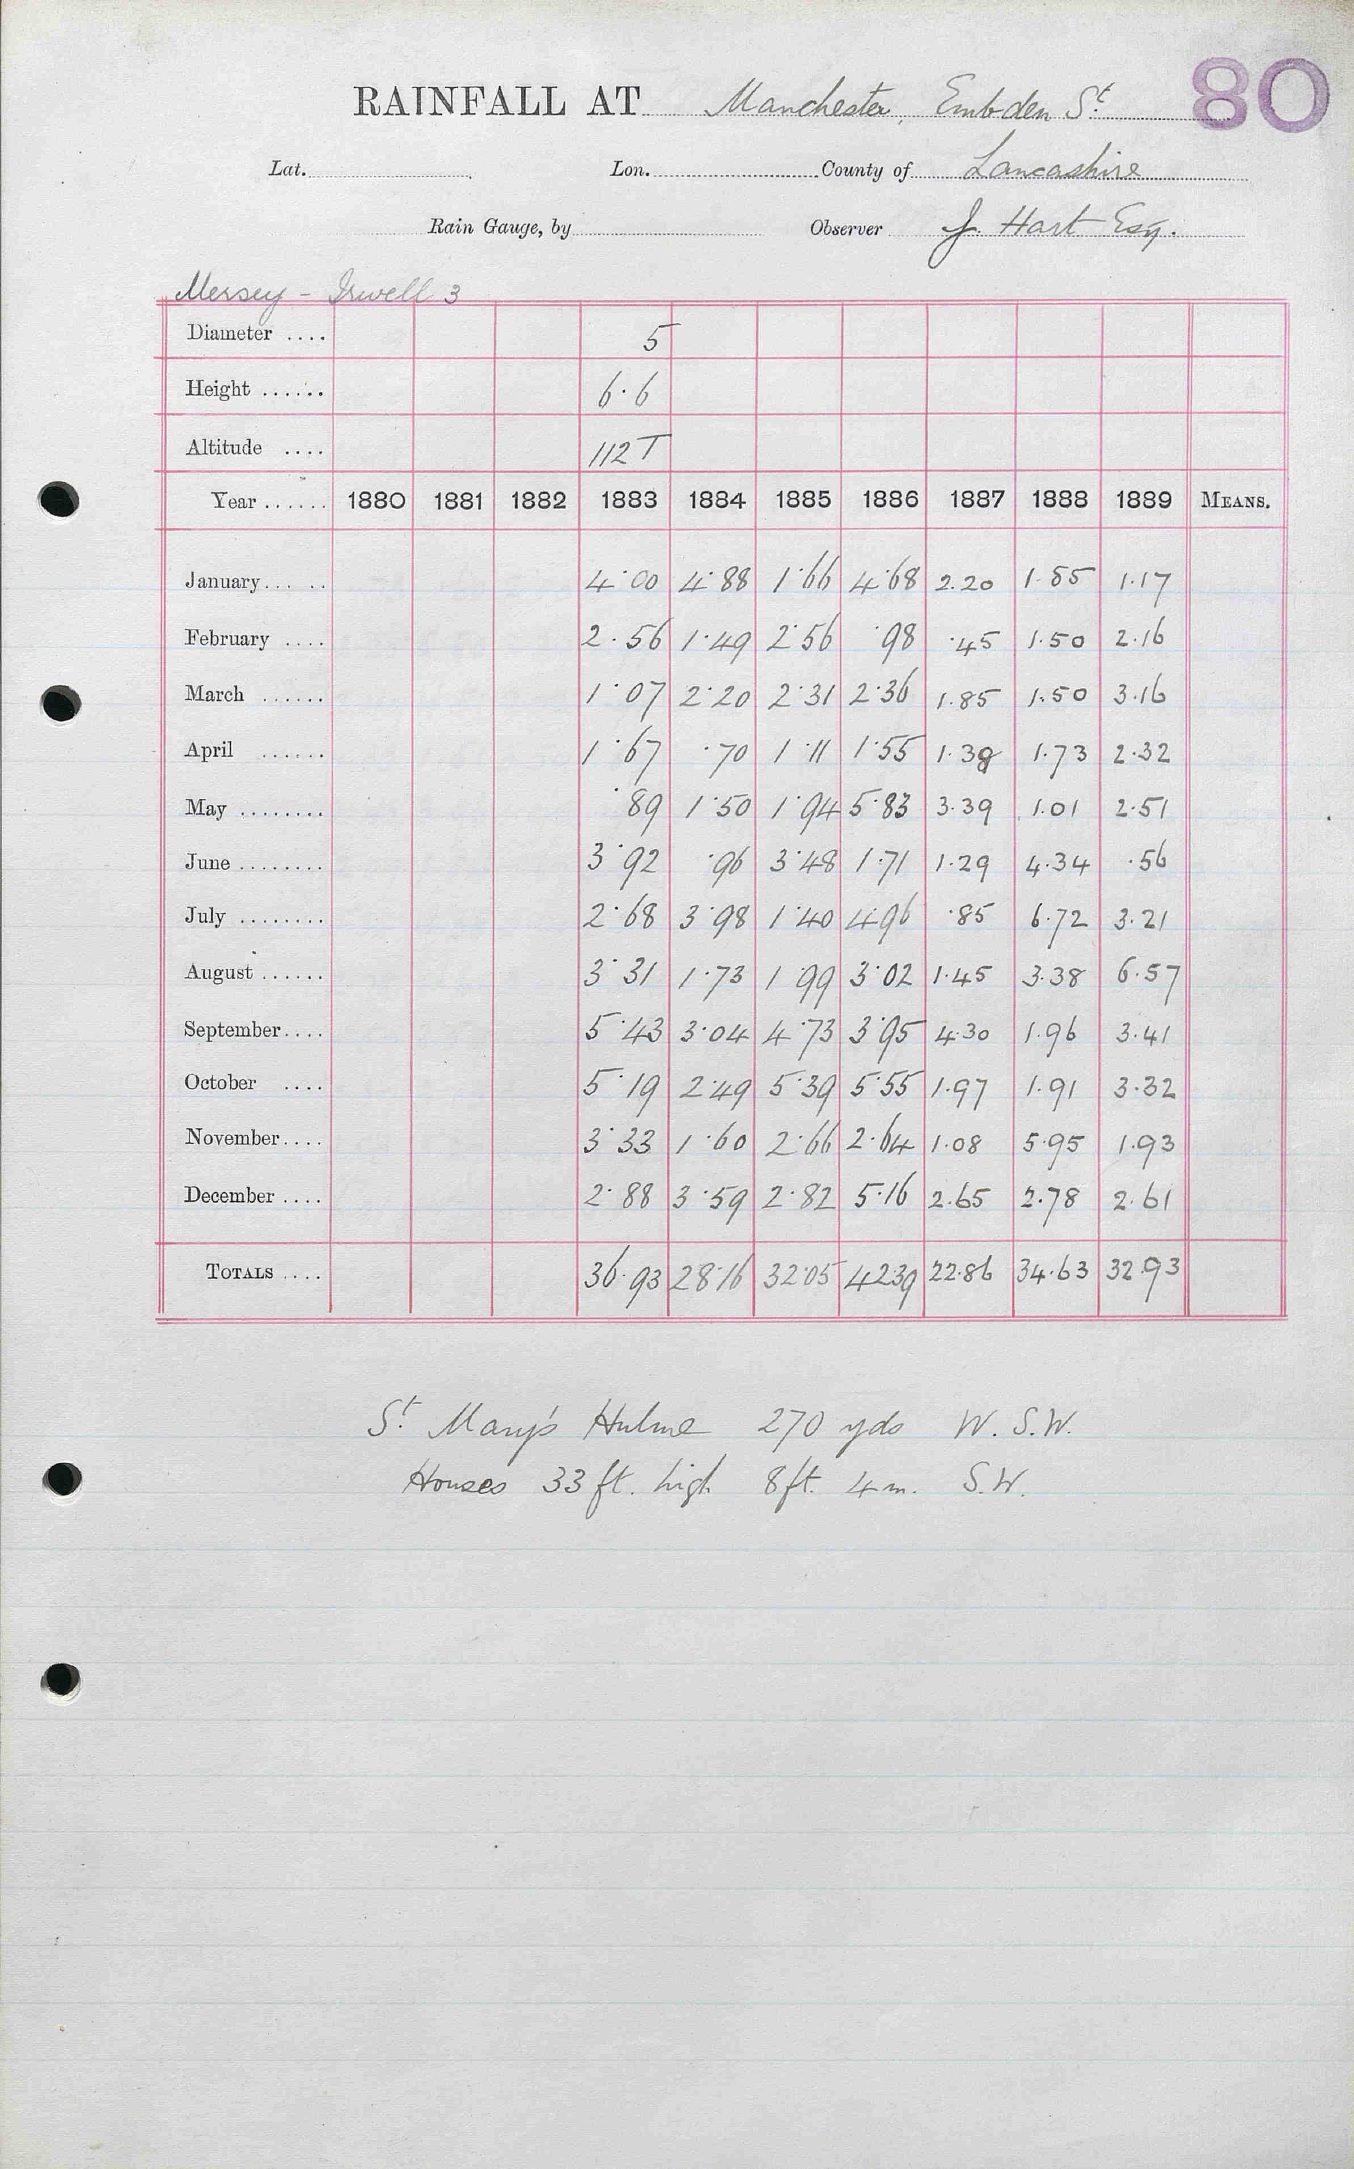 80
RAINFALL AT Manchester, Embden St.
Lat. Lon. County of Lancashire
Rain Gauge, by Observer J. Hart Esq.
Mersey - Irwell 3
Diameter .... 5
Height ...... 6.6
Altitude .... 112 T
Year ...... 1880 1881 1882 1883 1884 1885 1886 1887 1888 1889 MEANS.
January ... .. 4.00 4.88 1.66 4.68 2.20 1.85 1.17
February .... 2.56 1.49 2.56 .98 .45 1.50 2.16
March ...... 1.07 2.20 2.31 2.36 1.85 1.50 3.16
April ...... 1.67 .70 1.11 1.55 1.38 1.73 2.32
May ........ .89 1.50 1.94 5.83 3.39 1.01 2.51
June ........ 3.92 .96 3.48 1.71 1.29 4.34 .56
July ........ 2.68 3.98 1.40 4.96 .85 6.72 3.21
August ...... 3.31 1.73 1.99 3.02 1.45 3.38 6.57
September .... 5.43 3.04 4.73 3.95 4.30 1.96 3.41
October .... 5.19 2.49 5.39 5.55 1.97 1.91 3.32
November .... 3.33 1.60 2.66 2.64 1.08 5.95 1.93
December .... 2.88 3.59 2.82 5.16 2.65 2.78 2.61
TOTALS .... 36.93 28.16 32.05 42.39 22.86 34.63 32.93
St. Mary's Hulme 270 yds W.S.W.
Houses 33 ft. high 8 ft. 4 m. S.W.